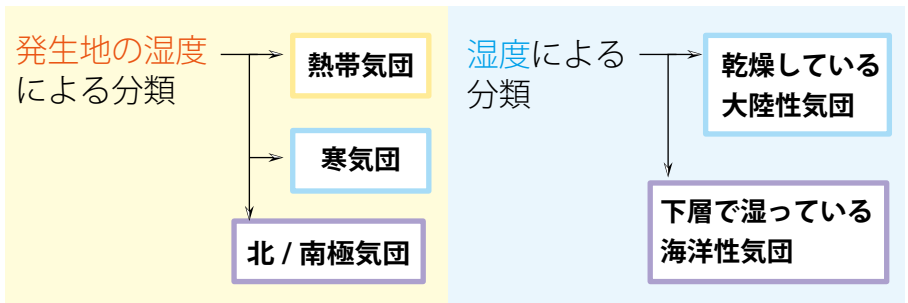 発生地の湿度
による分類
熱帯気団
寒気団
北 / 南極気団
湿度による
分類
乾燥している
大陸性気団
下層で湿っている
海洋性気団